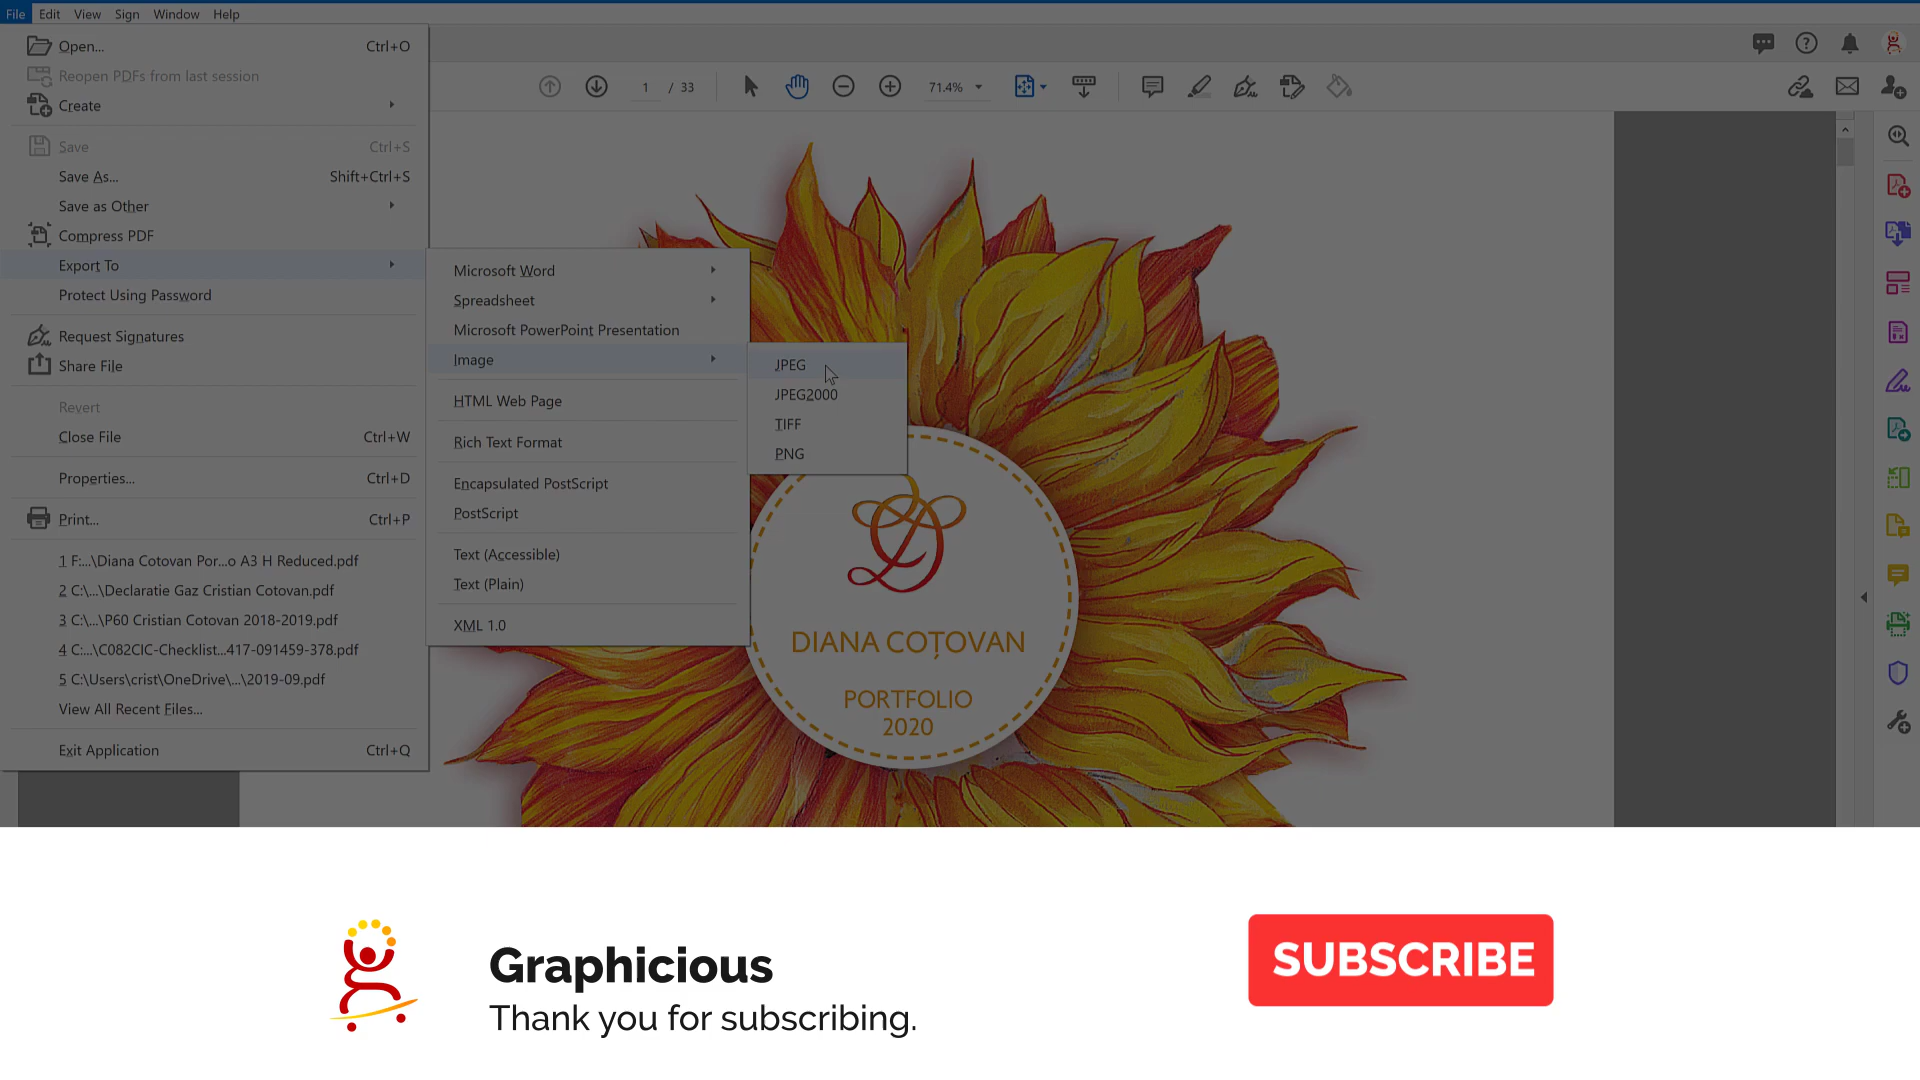 File Edit View Sign Window Help
Open... Ctrl+O
Reopen PDFs from last session
Create
Save Ctrl+S
Save As... Shift+Ctrl+S
Save as Other
Compress PDF
Export To
Protect Using Password
Request Signatures
Share File
Revert
Close File Ctrl+W
Properties... Ctrl+D
Print... Ctrl+P
1 F:...\Diana Cotovan Por...o A3 H Reduced.pdf
2 C:\...\Declaratie Gaz Cristian Cotovan.pdf
3 C:\...\P60 Cristian Cotovan 2018-2019.pdf
4 C:...\C082CIC-Checklist...417-091459-378.pdf
5 C:\Users\crist\OneDrive\...\2019-09.pdf
View All Recent Files...
Exit Application Ctrl+Q
1 / 33
71.4%
Microsoft Word
Spreadsheet
Microsoft PowerPoint Presentation
Image
HTML Web Page
Rich Text Format
Encapsulated PostScript
PostScript
Text (Accessible)
Text (Plain)
XML 1.0
JPEG
JPEG2000
TIFF
PNG
DIANA COȚOVAN
PORTFOLIO
2020
Graphicious
Thank you for subscribing.
SUBSCRIBE